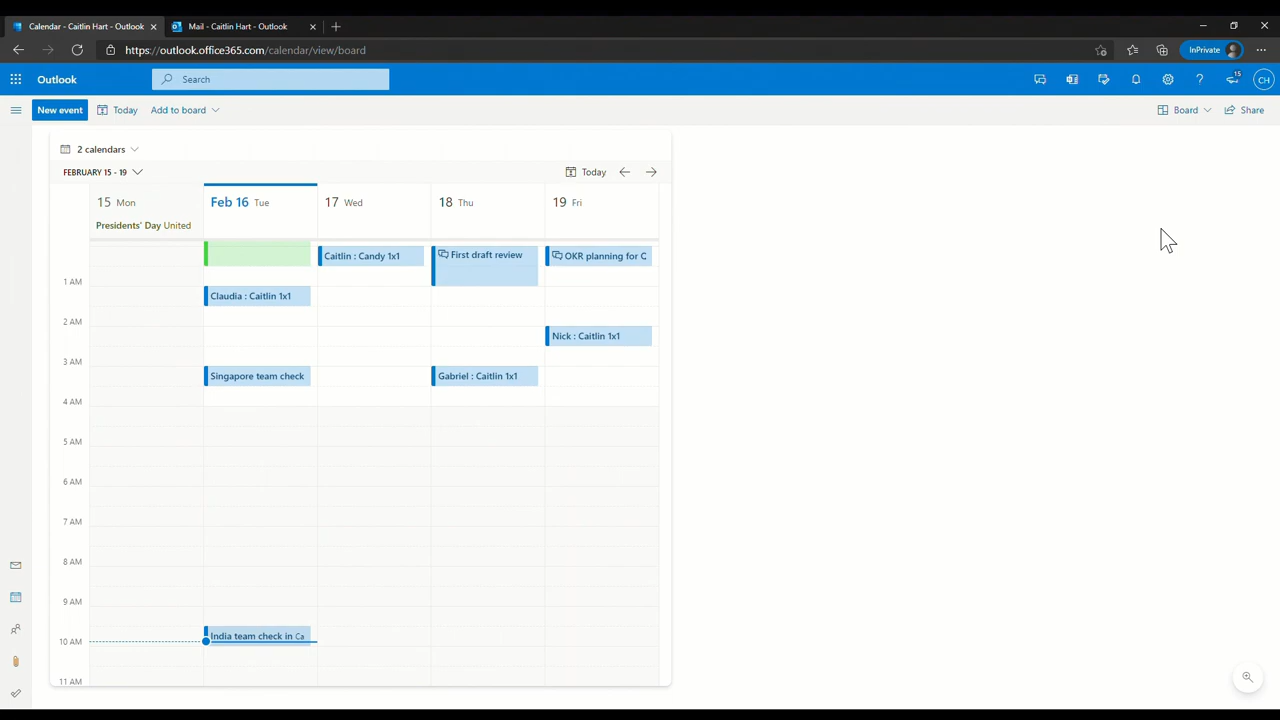 Calendar - Caitlin Hart - Outlook
Mail - Caitlin Hart - Outlook
https://outlook.office365.com/calendar/view/board
InPrivate
Outlook
Search
15
CH
New event
Today
Add to board
Board
Share
2 calendars
FEBRUARY 15 - 19
Today
15 Mon
Feb 16 Tue
17 Wed
18 Thu
19 Fri
Presidents' Day United
Caitlin : Candy 1x1
First draft review
OKR planning for C
1 AM
Claudia : Caitlin 1x1
2 AM
Nick : Caitlin 1x1
3 AM
Singapore team check
Gabriel : Caitlin 1x1
4 AM
5 AM
6 AM
7 AM
8 AM
9 AM
India team check in Ca
10 AM
11 AM